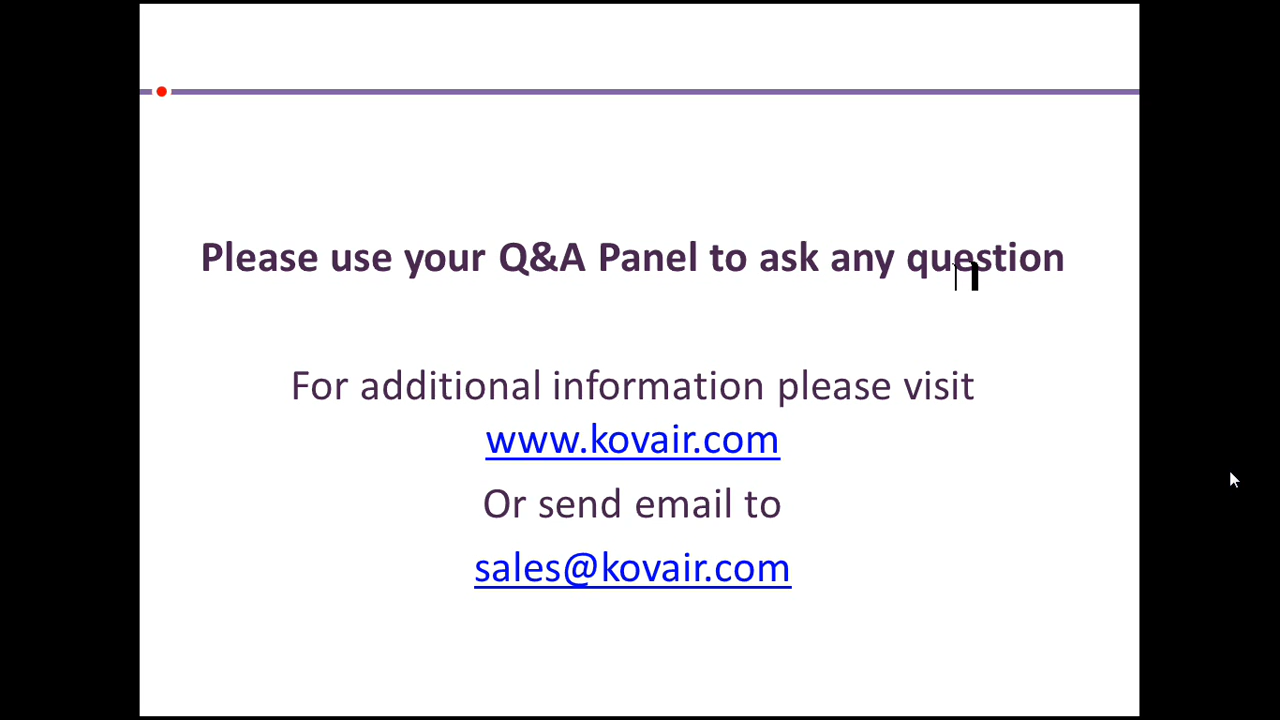 Please use your Q&A Panel to ask any question
For additional information please visit
www.kovair.com
Or send email to
sales@kovair.com